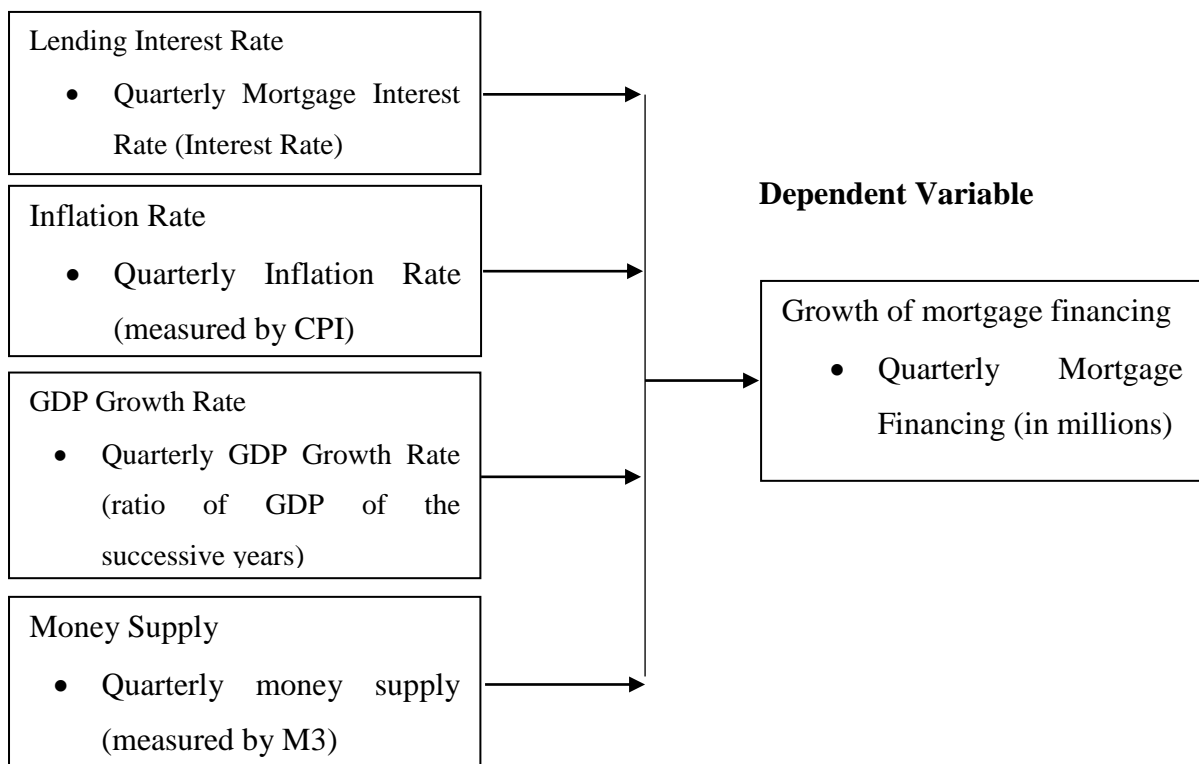 Lending Interest Rate
• Quarterly Mortgage Interest
Rate (Interest Rate)
Inflation Rate
• Quarterly Inflation Rate
(measured by CPI)
GDP Growth Rate
• Quarterly GDP Growth Rate
(ratio of GDP of the
successive years)
Money Supply
• Quarterly money supply
(measured by M3)
Dependent Variable
Growth of mortgage financing
• Quarterly Mortgage
Financing (in millions)